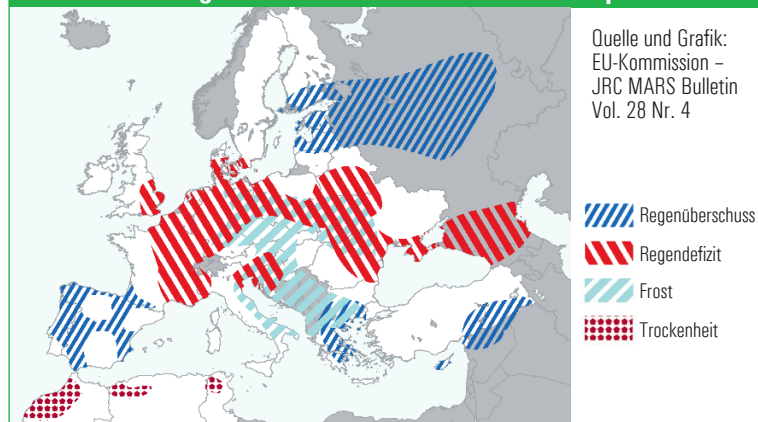 Quelle und Grafik:
EU-Kommission –
JRC MARS Bulletin
Vol. 28 Nr. 4
Regenüberschuss
Regendefizit
Frost
Trockenheit